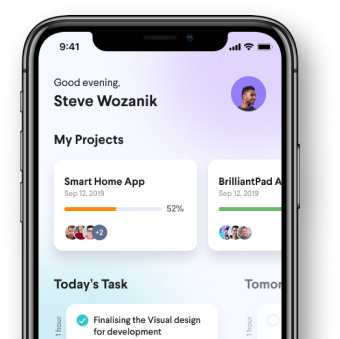 9:41
Good evening,
Steve Wozanik
My Projects
Smart Home App
Sep 12, 2019
52%
+2
BrilliantPad A
Sep 12, 2019
Today's Task
Tomor
1 hour
Finalising the Visual design
for development
1 hour